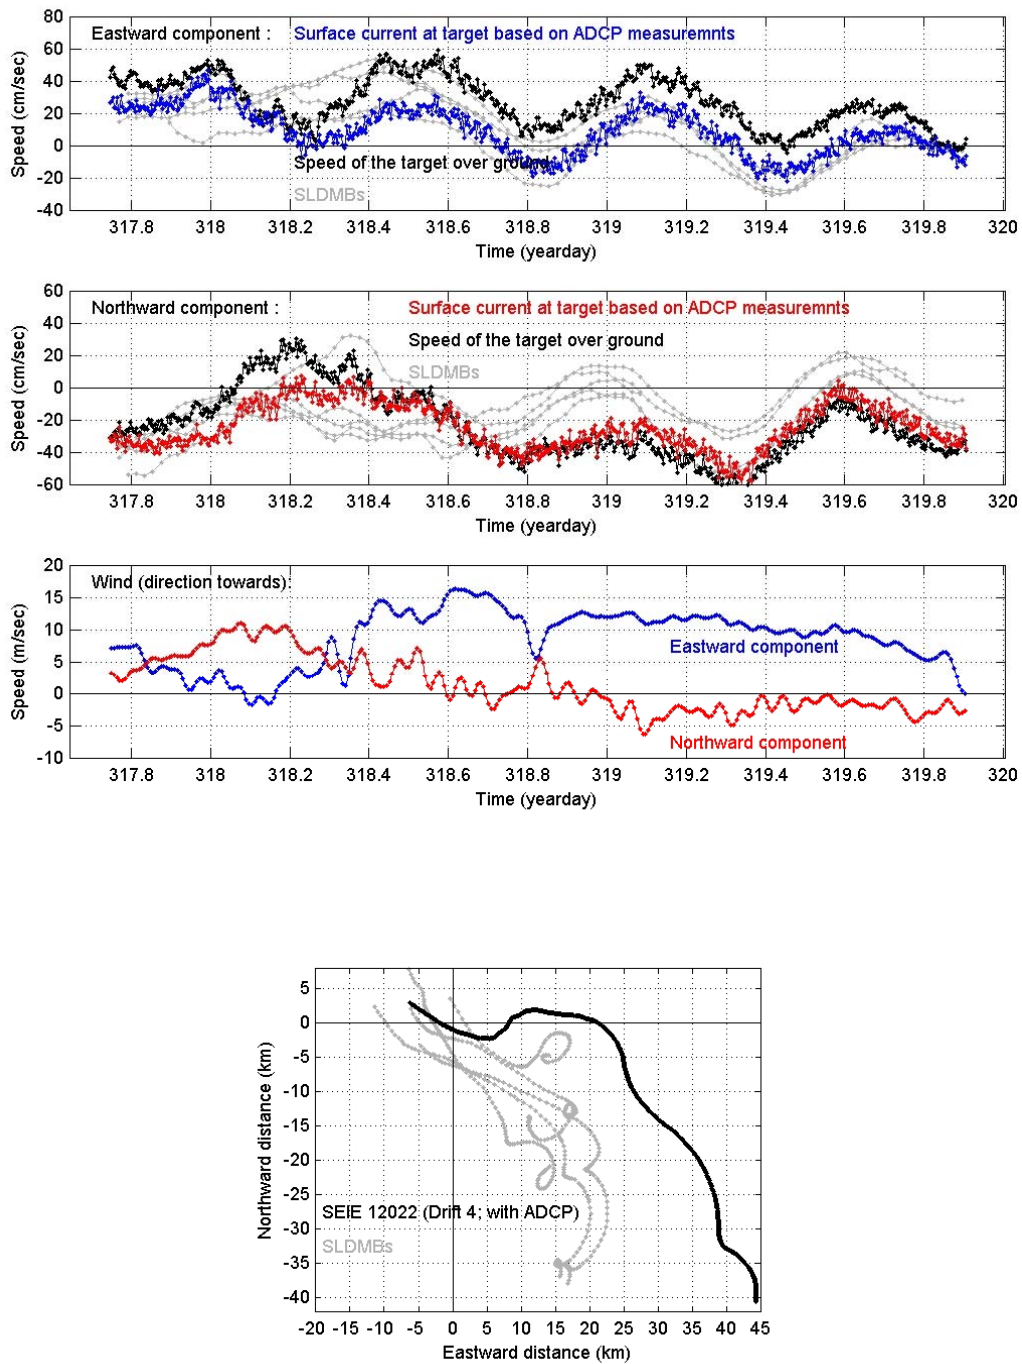 80
Eastward component : Surface current at target based on ADCP measuremnts
60
40
20
0
Speed of the target over ground
-20
SLDMBs
-40
Speed (cm/sec)
317.8 318 318.2 318.4 318.6 318.8 319 319.2 319.4 319.6 319.8 320
Time (yearday)
60
Northward component : Surface current at target based on ADCP measuremnts
40
Speed of the target over ground
20
SLDMBs
0
-20
-40
-60
Speed (cm/sec)
317.8 318 318.2 318.4 318.6 318.8 319 319.2 319.4 319.6 319.8 320
Time (yearday)
20
Wind (direction towards):
15
10
Eastward component
5
0
-5
Northward component
-10
Speed (m/sec)
317.8 318 318.2 318.4 318.6 318.8 319 319.2 319.4 319.6 319.8 320
Time (yearday)
5
0
-5
-10
-15
-20
-25
SEIE 12022 (Drift 4; with ADCP)
-30
SLDMBs
-35
-40
Northward distance (km)
-20 -15 -10 -5 0 5 10 15 20 25 30 35 40 45
Eastward distance (km)